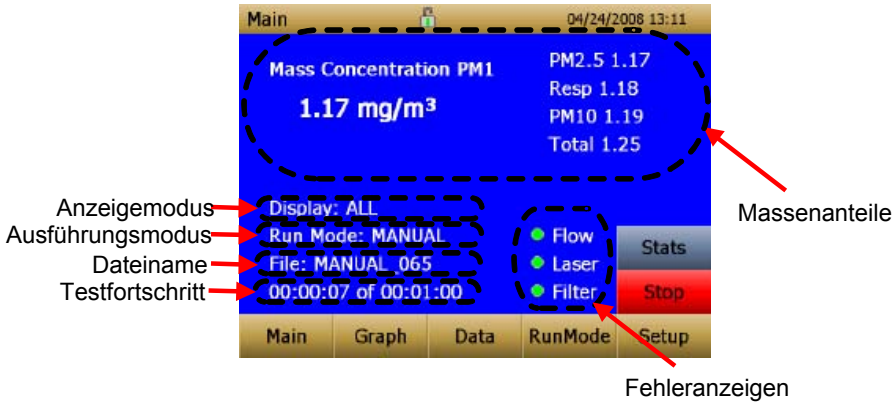 Main 04/24/2008 13:11
Mass Concentration PM1
1.17 mg/m³
PM2.5 1.17
Resp 1.18
PM10 1.19
Total 1.25
Massenanteile
Anzeigemodus
Display: ALL
Ausführungsmodus
Run Mode: MANUAL
Dateiname
File: MANUAL_065
Testfortschritt
00:00:07 of 00:01:00
Flow
Laser
Filter
Stats
Stop
Main Graph Data RunMode Setup
Fehleranzeigen